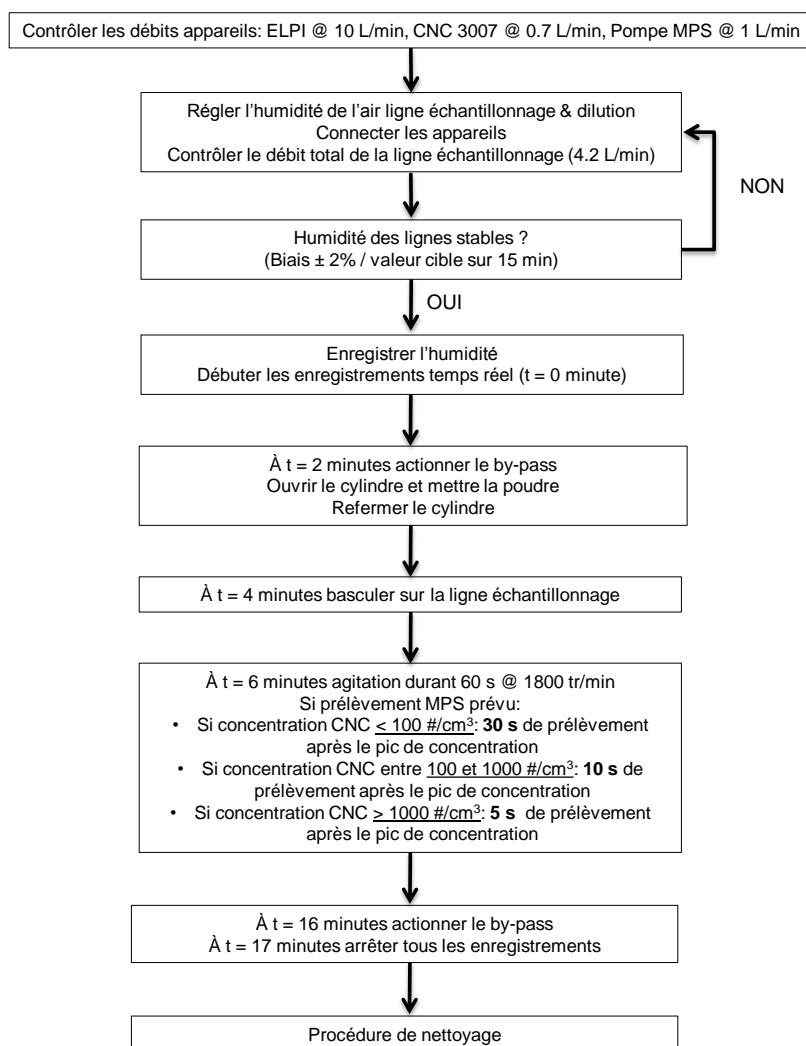 Contrôler les débits appareils: ELPI @ 10 L/min, CNC 3007 @ 0.7 L/min, Pompe MPS @ 1 L/min
Régler l’humidité de l’air ligne échantillonnage & dilution
Connecter les appareils
Contrôler le débit total de la ligne échantillonnage (4.2 L/min)
NON
Humidité des lignes stables ?
(Biais ± 2% / valeur cible sur 15 min)
OUI
Enregistrer l’humidité
Débuter les enregistrements temps réel (t = 0 minute)
À t = 2 minutes actionner le by-pass
Ouvrir le cylindre et mettre la poudre
Refermer le cylindre
À t = 4 minutes basculer sur la ligne échantillonnage
À t = 6 minutes agitation durant 60 s @ 1800 tr/min
Si prélèvement MPS prévu:
• Si concentration CNC < 100 #/cm³: 30 s de prélèvement
après le pic de concentration
• Si concentration CNC entre 100 et 1000 #/cm³: 10 s de
prélèvement après le pic de concentration
• Si concentration CNC > 1000 #/cm³: 5 s de prélèvement
après le pic de concentration
À t = 16 minutes actionner le by-pass
À t = 17 minutes arrêter tous les enregistrements
Procédure de nettoyage